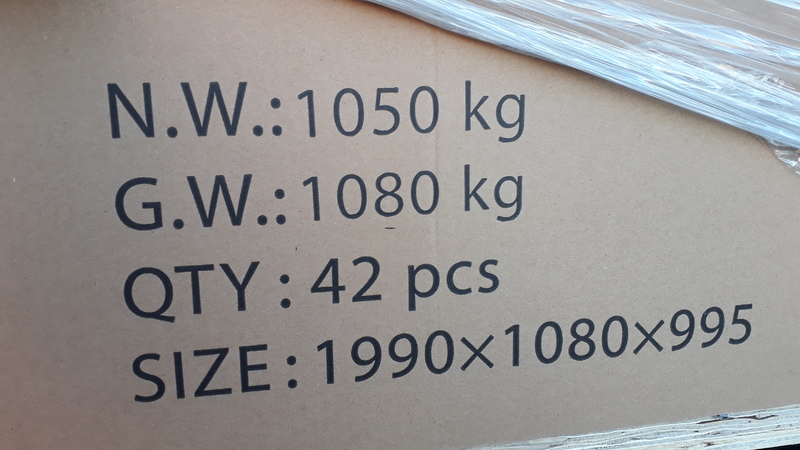 N.W.: 1050 kg
G.W.: 1080 kg
QTY : 42 pcs
SIZE : 1990×1080×995